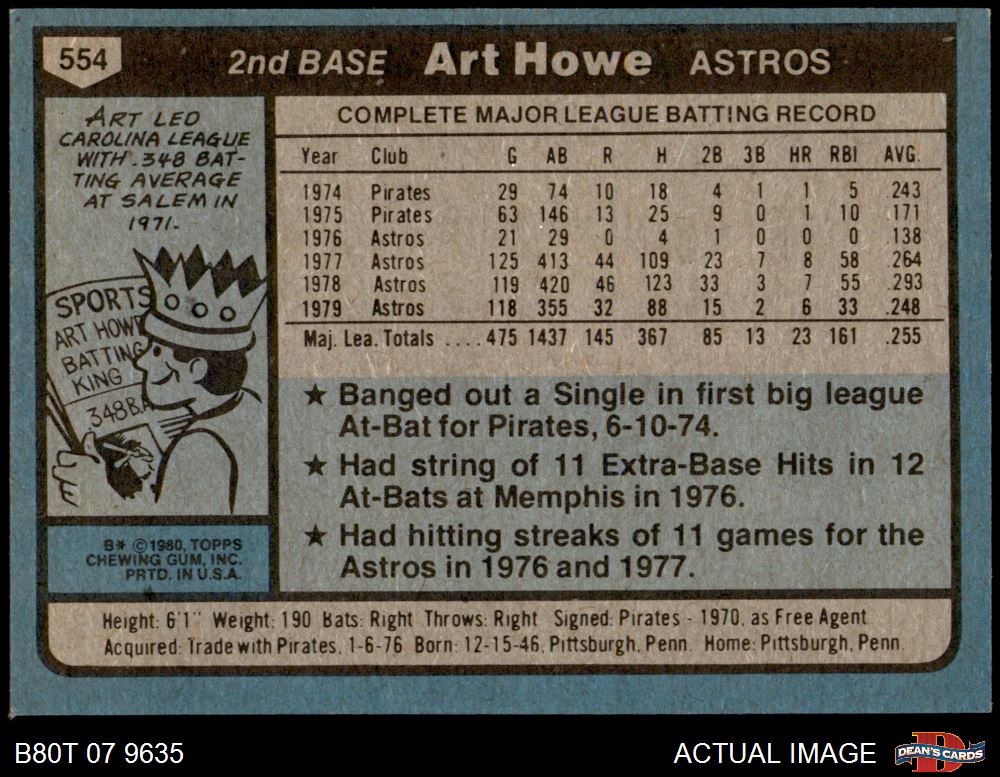 554 2nd BASE Art Howe ASTROS
ART LED
CAROLINA LEAGUE
WITH .348 BAT-
TING AVERAGE
AT SALEM IN
1971.
SPORTS
ART HOWE
BATTING
KING
.348 BA
COMPLETE MAJOR LEAGUE BATTING RECORD
Year Club G AB R H 2B 3B HR RBI AVG.
1974 Pirates 29 74 10 18 4 1 1 5 .243
1975 Pirates 63 146 13 25 9 0 1 10 .171
1976 Astros 21 29 0 4 1 0 0 0 .138
1977 Astros 125 413 44 109 23 7 8 58 .264
1978 Astros 119 420 46 123 33 3 7 55 .293
1979 Astros 118 355 32 88 15 2 6 33 .248
Maj. Lea. Totals .... 475 1437 145 367 85 13 23 161 .255
★ Banged out a Single in first big league
At-Bat for Pirates, 6-10-74.
★ Had string of 11 Extra-Base Hits in 12
At-Bats at Memphis in 1976.
★ Had hitting streaks of 11 games for the
Astros in 1976 and 1977.
B* © 1980, TOPPS
CHEWING GUM, INC.
PRTD. IN U.S.A.
Height: 6'1" Weight: 190 Bats: Right Throws: Right Signed: Pirates - 1970, as Free Agent
Acquired: Trade with Pirates, 1-6-76 Born: 12-15-46, Pittsburgh, Penn. Home: Pittsburgh, Penn.
B80T 07 9635 ACTUAL IMAGE DEAN'S CARDS